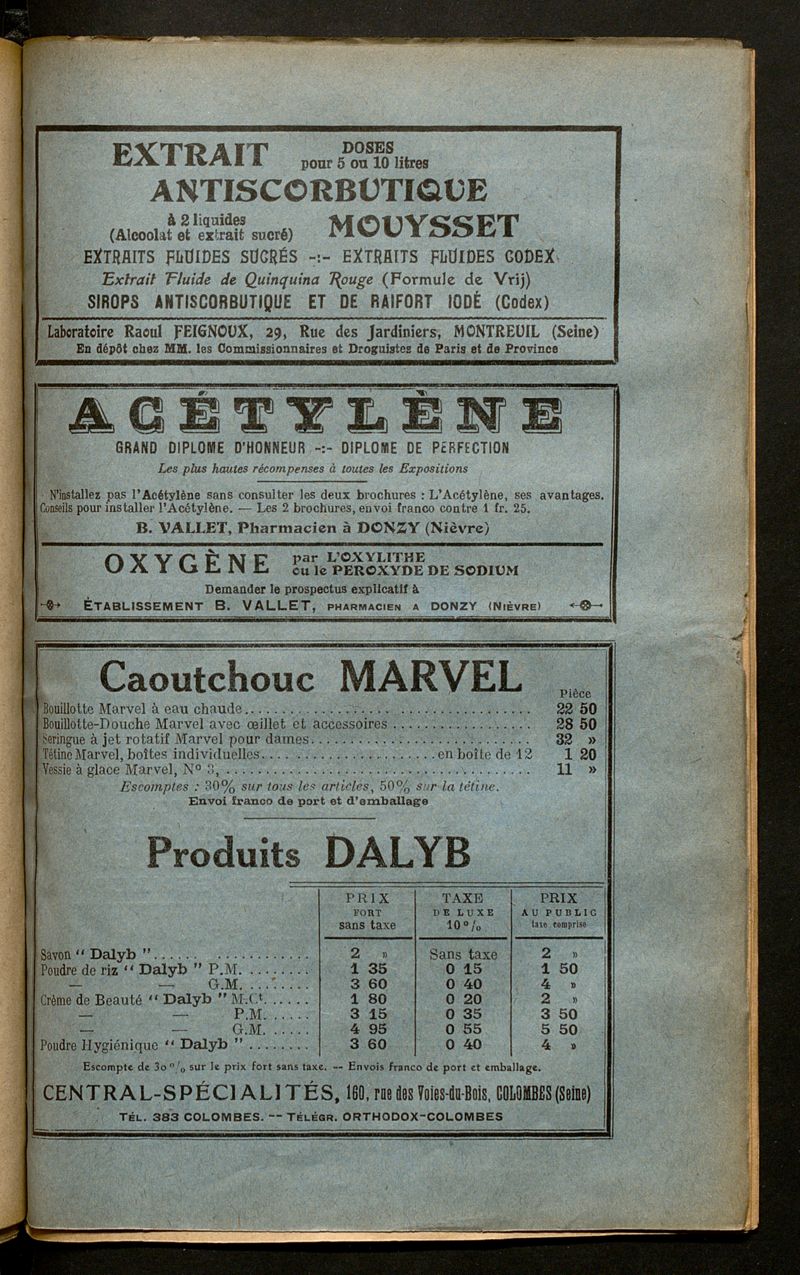 EXTRAIT DOSES
pour 5 ou 10 litres
ANTISCORBUTIQUE
à 2 liquides
(Alcoolat et extrait sucré) MOUYSSET
EXTRAITS FLUIDES SUCRÉS -:- EXTRAITS FLUIDES CODEX
Extrait Fluide de Quinquina Rouge (Formule de Vrij)
SIROPS ANTISCORBUTIQUE ET DE RAIFORT IODÉ (Codex)
Laboratoire Raoul FEIGNOUX, 29, Rue des Jardiniers, MONTREUIL (Seine)
En dépôt chez MM. les Commissionnaires et Droguistes de Paris et de Province
ACÉTYLÈNE
GRAND DIPLOME D'HONNEUR -:- DIPLOME DE PERFECTION
Les plus hautes récompenses à toutes les Expositions
N'installez pas l'Acétylène sans consulter les deux brochures : L'Acétylène, ses avantages.
Conseils pour installer l'Acétylène. — Les 2 brochures, envoi franco contre 1 fr. 25.
B. VALLET, Pharmacien à DONZY (Nièvre)
OXYGÈNE par L'OXYLITHE
ou le PEROXYDE DE SODIUM
Demander le prospectus explicatif à
ÉTABLISSEMENT B. VALLET, PHARMACIEN A DONZY (NIÈVRE)
Caoutchouc MARVEL
Pièce
Bouillotte Marvel à eau chaude 22 50
Bouillotte-Douche Marvel avec œillet et accessoires 28 50
Seringue à jet rotatif Marvel pour dames 32 »
Tétine Marvel, boîtes individuelles en boîte de 12 1 20
Vessie à glace Marvel, N° 3, 11 »
Escomptes : 30% sur tous les articles, 50% sur la tétine.
Envoi franco de port et d'emballage
Produits DALYB
PRIX TAXE PRIX
FORT DE LUXE AU PUBLIC
sans taxe 10 % taxe comprise
Savon " Dalyb " 2 » Sans taxe 2 »
Poudre de riz " Dalyb " P.M. 1 35 0 15 1 50
— — G.M. 3 60 0 40 4 »
Crème de Beauté " Dalyb " M.Ct. 1 80 0 20 2 »
— — P.M. 3 15 0 35 3 50
— — G.M. 4 95 0 55 5 50
Poudre Hygiénique " Dalyb " 3 60 0 40 4 »
Escompte de 30 % sur le prix fort sans taxe. -- Envois franco de port et emballage.
CENTRAL-SPÉCIALITÉS, 160, rue des Voies-du-Bois, COLOMBES (Seine)
TÉL. 383 COLOMBES. -- TÉLÉGR. ORTHODOX-COLOMBES